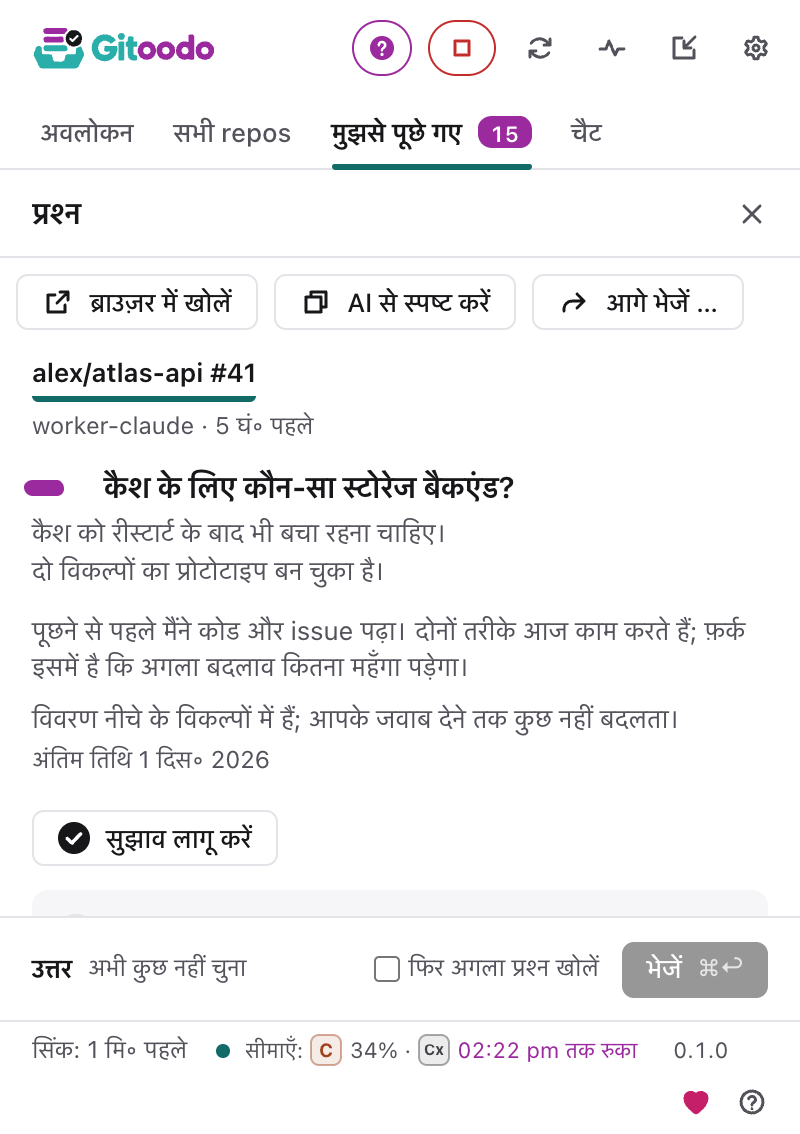 Gitoodo
अवलोकन सभी repos मुझसे पूछे गए 15 चैट
प्रश्न
ब्राउज़र में खोलें AI से स्पष्ट करें आगे भेजें ...
alex/atlas-api #41
worker-claude · 5 घं॰ पहले
कैश के लिए कौन-सा स्टोरेज बैकएंड?
कैश को रीस्टार्ट के बाद भी बचा रहना चाहिए।
दो विकल्पों का प्रोटोटाइप बन चुका है।
पूछने से पहले मैंने कोड और issue पढ़ा। दोनों तरीके आज काम करते हैं; फ़र्क
इसमें है कि अगला बदलाव कितना महँगा पड़ेगा।
विवरण नीचे के विकल्पों में हैं; आपके जवाब देने तक कुछ नहीं बदलता।
अंतिम तिथि 1 दिस॰ 2026
सुझाव लागू करें
उत्तर अभी कुछ नहीं चुना फिर अगला प्रश्न खोलें भेजें ⌘↩
सिंक: 1 मि॰ पहले सीमाएँ: C 34% · Cx 02:22 pm तक रुका 0.1.0